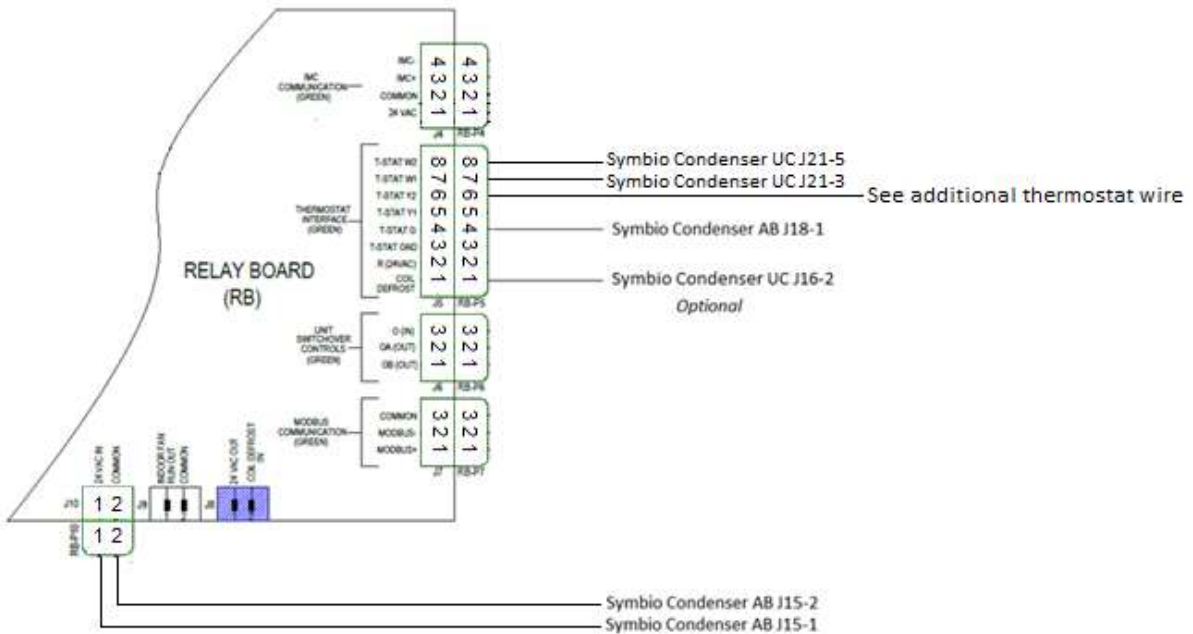 IMC-
IMC+
COMMON
24 VAC
IMC
COMMUNICATION
(GREEN)
4 4
3 3
2 2
1 1
J4 RB-P4
T-STAT W2
T-STAT W1
T-STAT Y2
T-STAT Y1
T-STAT G
T-STAT GND
R (24VAC)
COIL
DEFROST
THERMOSTAT
INTERFACE
(GREEN)
8 8
7 7
6 6
5 5
4 4
3 3
2 2
1 1
J5 RB-P5
Symbio Condenser UC J21-5
Symbio Condenser UC J21-3
See additional thermostat wire
Symbio Condenser AB J18-1
Symbio Condenser UC J16-2
Optional
RELAY BOARD
(RB)
UNIT
SWITCHOVER
CONTROLS
(GREEN)
O (IN)
OA (OUT)
OB (OUT)
3 3
2 2
1 1
J6 RB-P6
MODBUS
COMMUNICATION
(GREEN)
COMMON
MODBUS-
MODBUS+
3 3
2 2
1 1
J7 RB-P7
24 VAC IN
COMMON
INDOOR FAN
RUN OUT
COMMON
24 VAC OUT
COIL DEFROST
IN
J10 1 2 J9 J8
RB-P10 1 2
Symbio Condenser AB J15-2
Symbio Condenser AB J15-1